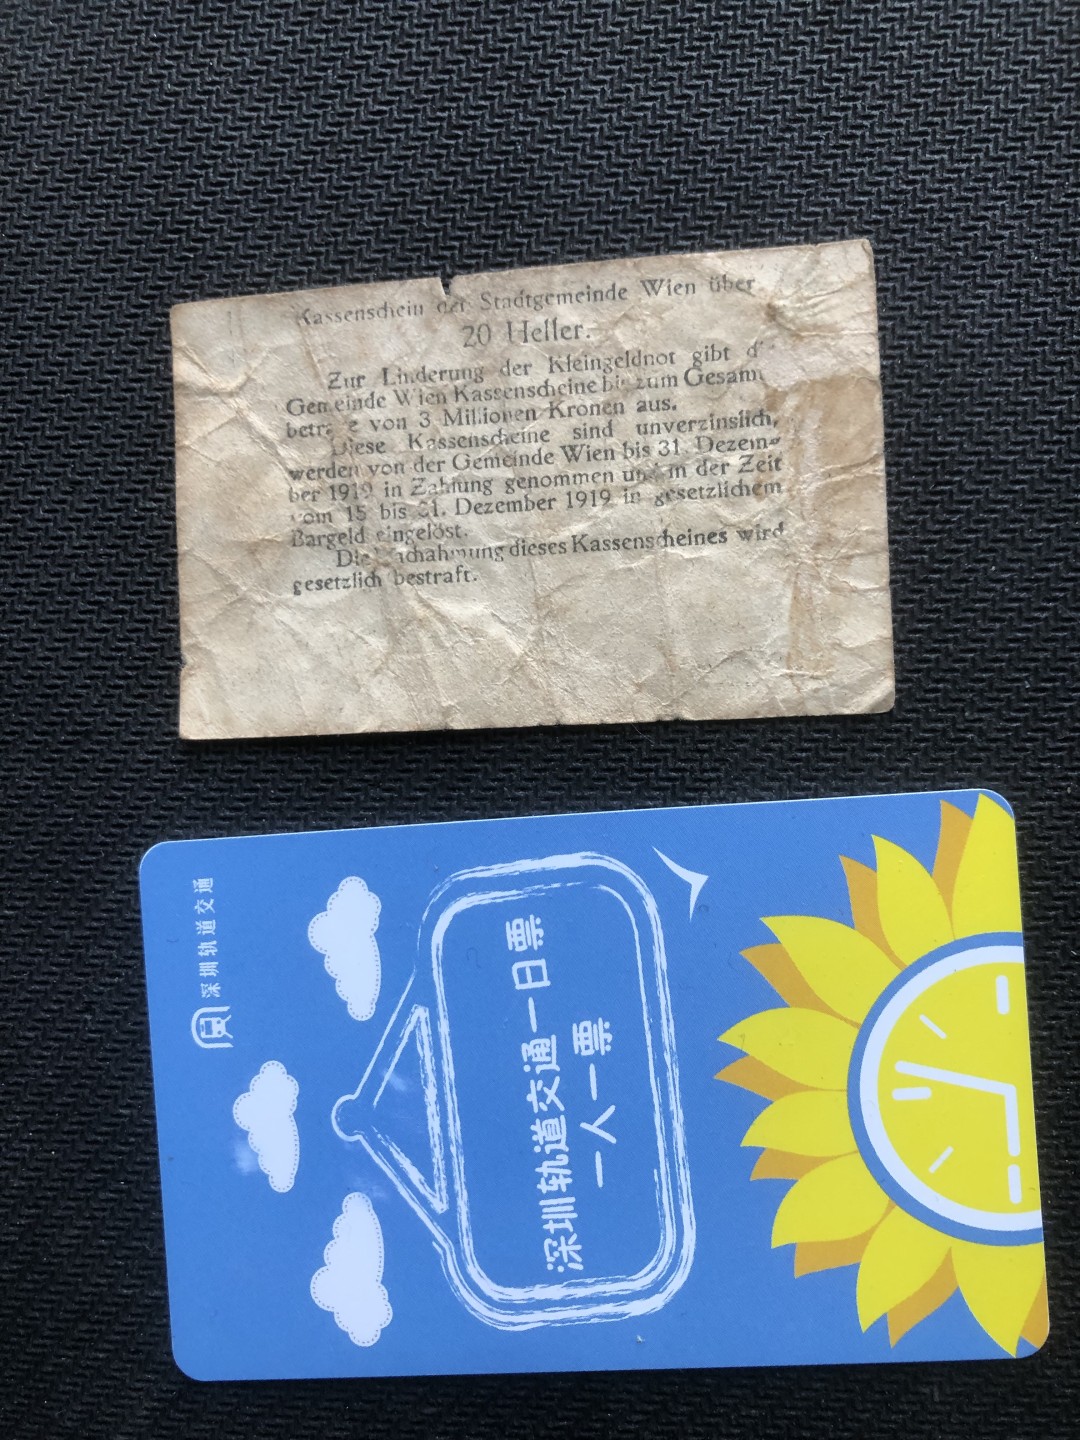 Kassenschein der Stadtgemeinde Wien über
20 Heller.
Zur Linderung der Kleingeldnot gibt
Gemeinde Wien Kassenscheine bis zum Gesamt
von 3 Millionen Kronen aus.
Diese Kassenscheine sind unverzinslich,
werden von der Gemeinde Wien bis 31. Dezem-
ber 1919 in Zahlung genommen und in der Zeit
vom 15 bis 31. Dezember 1919 in gesetzlichem
Bargeld eingelöst.
Die Nachahmung dieses Kassenscheines wird
gesetzlich bestraft.
深圳轨道交通
深圳轨道交通一日票
一人一票